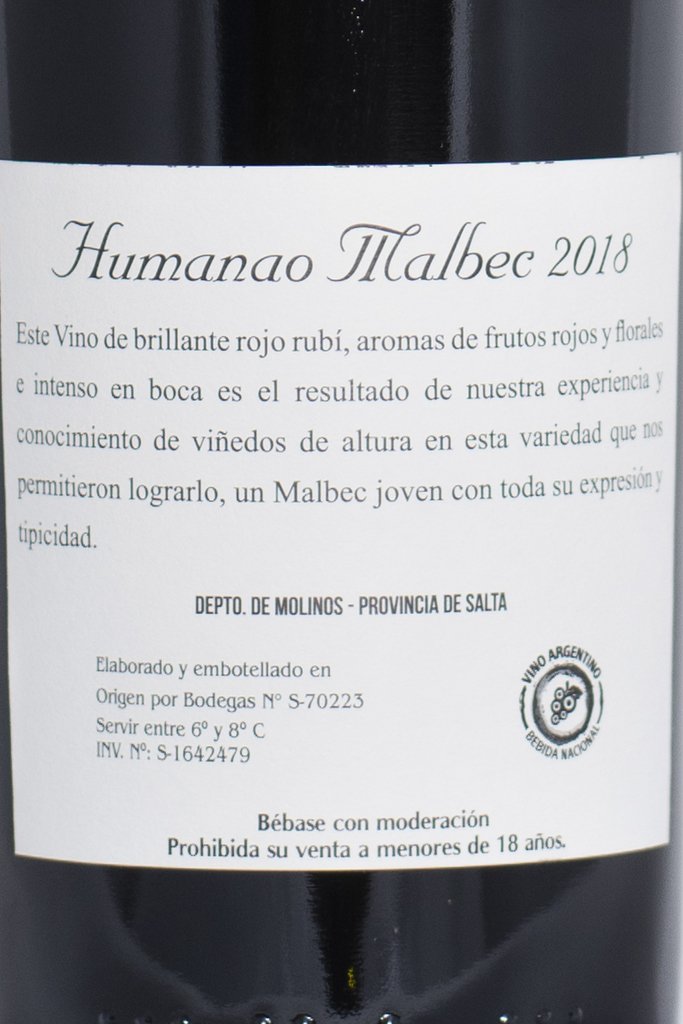 Humanao Malbec 2018
Este Vino de brillante rojo rubí, aromas de frutos rojos y florales
e intenso en boca es el resultado de nuestra experiencia y
conocimiento de viñedos de altura en esta variedad que nos
permitieron lograrlo, un Malbec joven con toda su expresión y
tipicidad.
DEPTO. DE MOLINOS - PROVINCIA DE SALTA
Elaborado y embotellado en
Origen por Bodegas N° S-70223
Servir entre 6º y 8º C
INV. Nº: S-1642479
VINO ARGENTINO
BEBIDA NACIONAL
Bébase con moderación
Prohibida su venta a menores de 18 años.